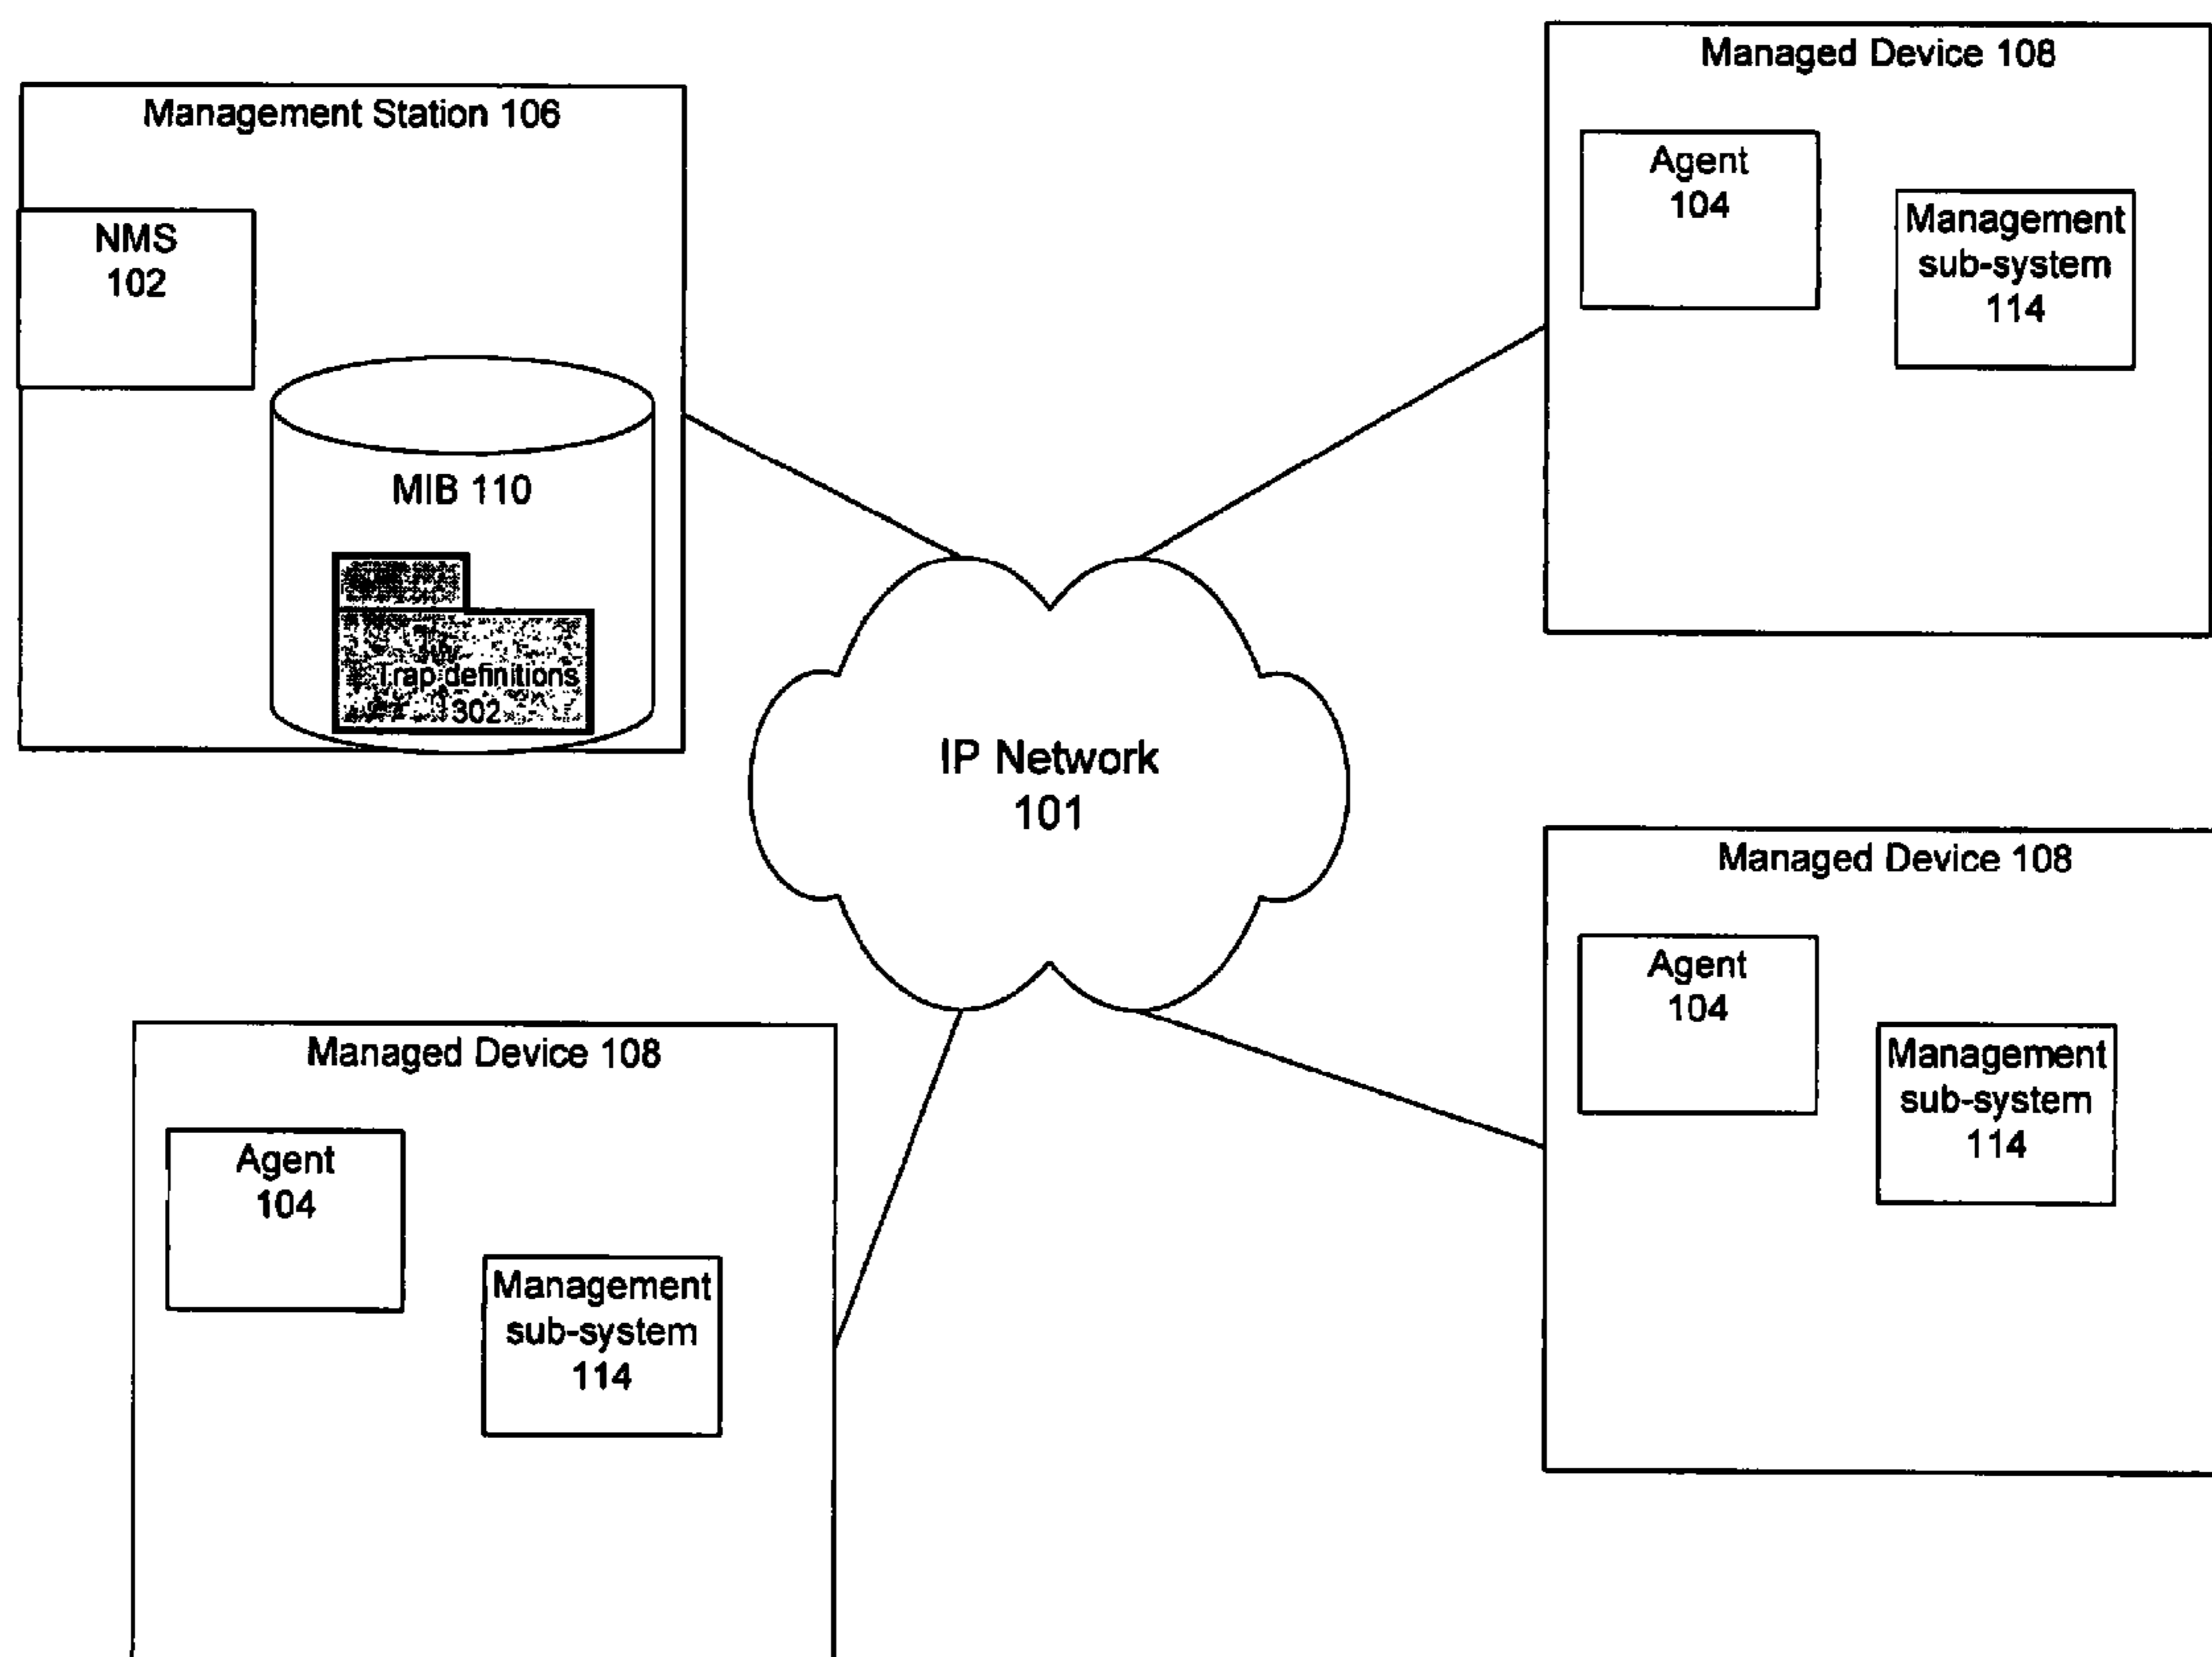 Management Station 106
NMS
102
MIB 110
Trap definitions
302
Managed Device 108
Agent
104
Management
sub-system
114
IP Network
101
Managed Device 108
Agent
104
Management
sub-system
114
Managed Device 108
Agent
104
Management
sub-system
114